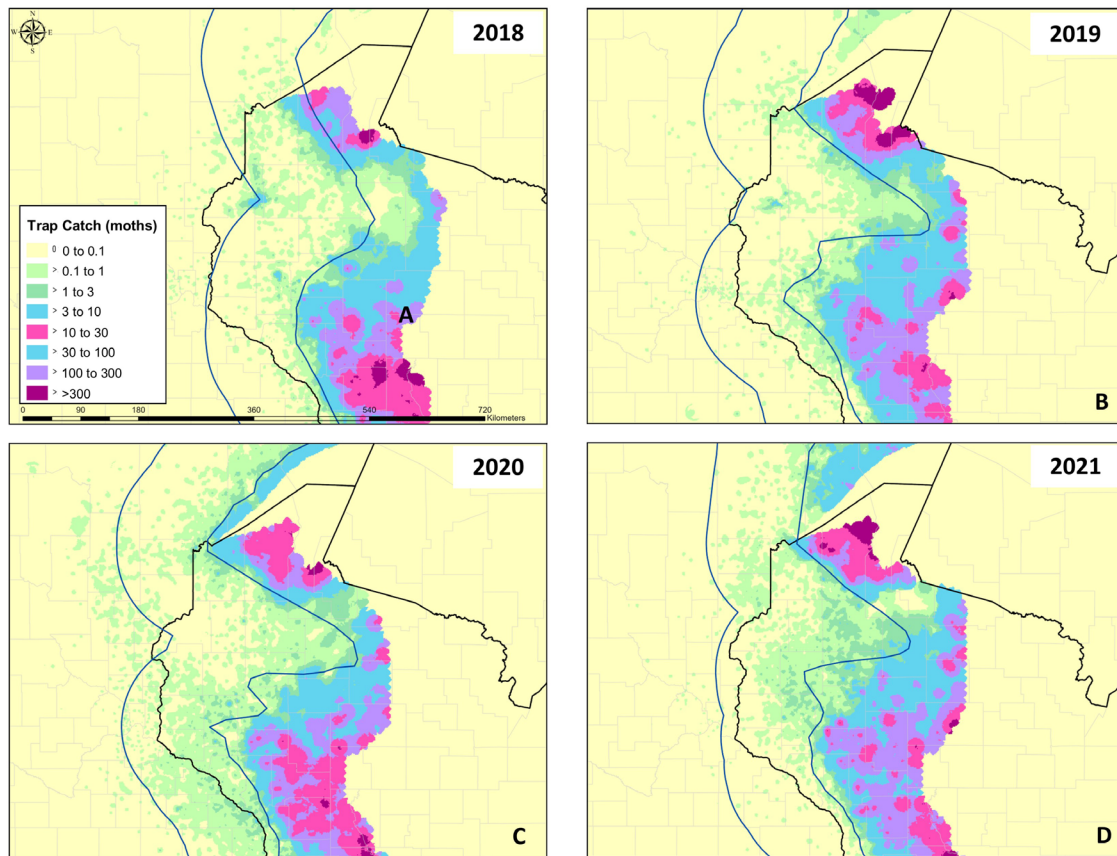 N
W E
S
2018
Trap Catch (moths)
0 0 to 0.1
> 0.1 to 1
> 1 to 3
> 3 to 10
> 10 to 30
> 30 to 100
> 100 to 300
> >300
0 90 180 360 540 720
Kilometers
A
2019
B
2020
C
2021
D